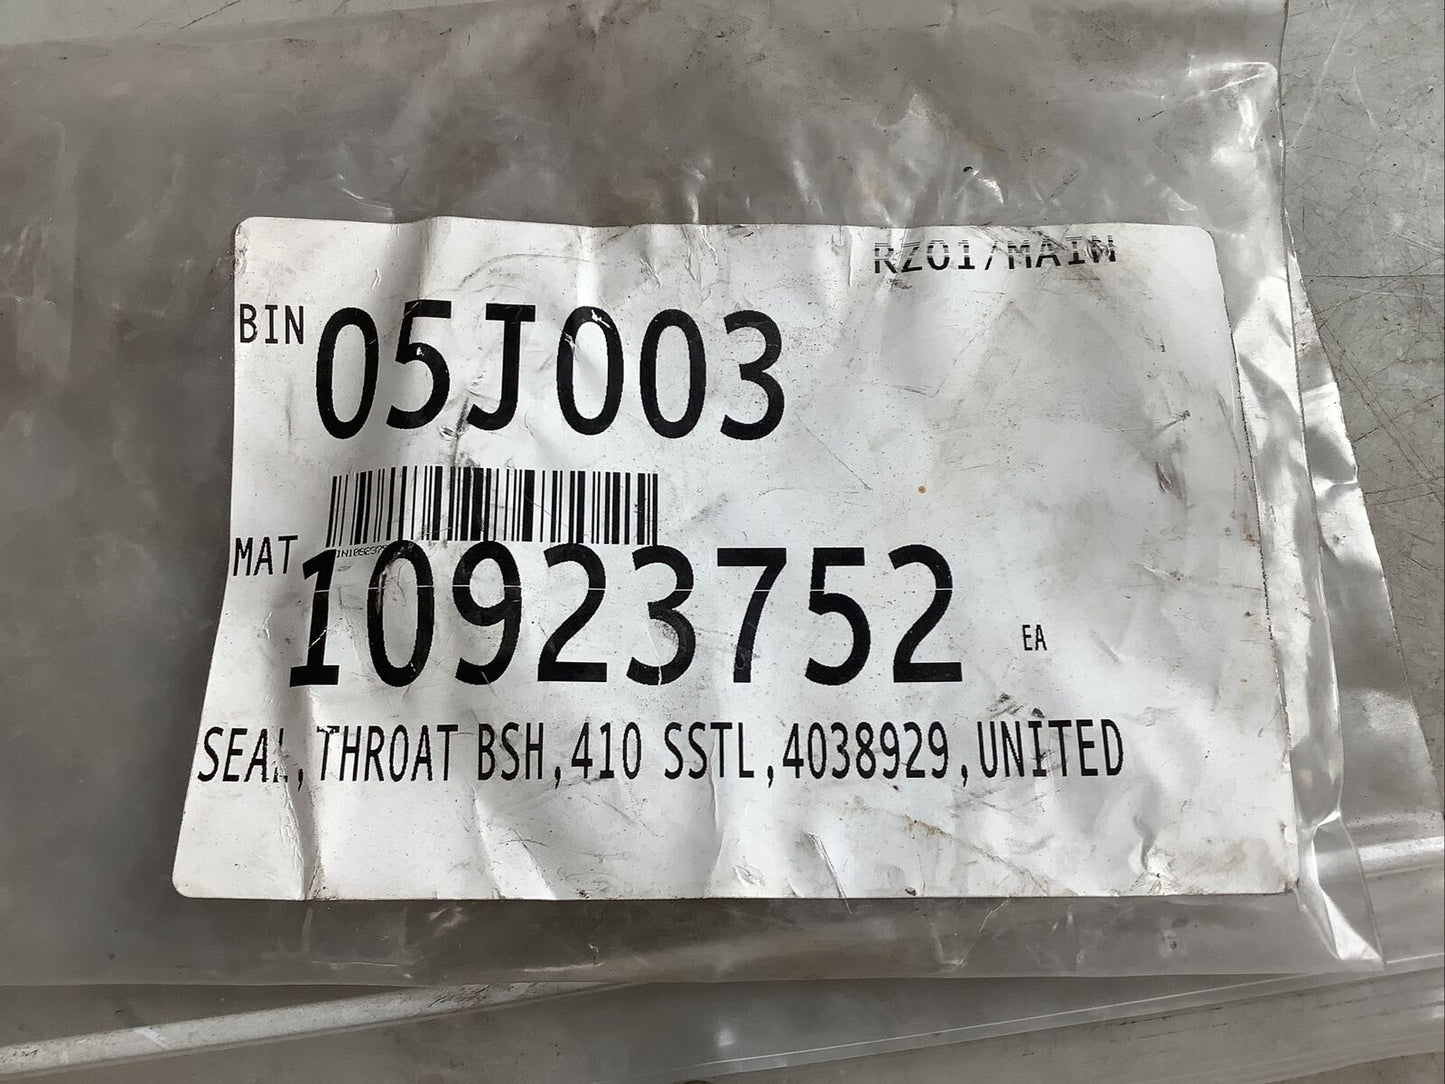 RZ01/MAIN
BIN 05J003
MAT 10923752 EA
SEAL,THROAT BSH,410 SSTL,4038929,UNITED